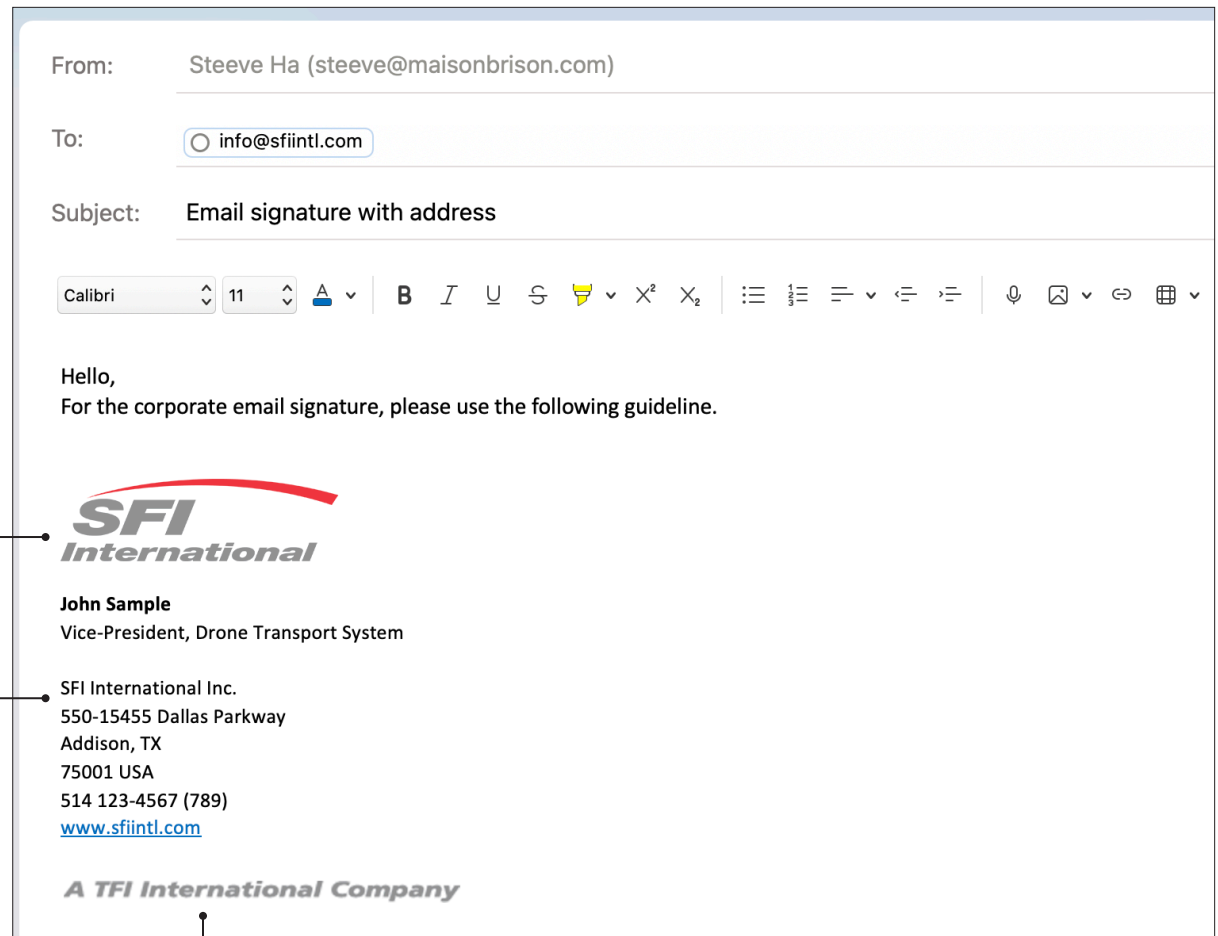 From: Steeve Ha (steeve@maisonbrison.com)
To: info@sfiintl.com
Subject: Email signature with address
Calibri 11 A B I U S X² X₂
Hello,
For the corporate email signature, please use the following guideline.
SFI
International
John Sample
Vice-President, Drone Transport System
SFI International Inc.
550-15455 Dallas Parkway
Addison, TX
75001 USA
514 123-4567 (789)
www.sfiintl.com
A TFI International Company